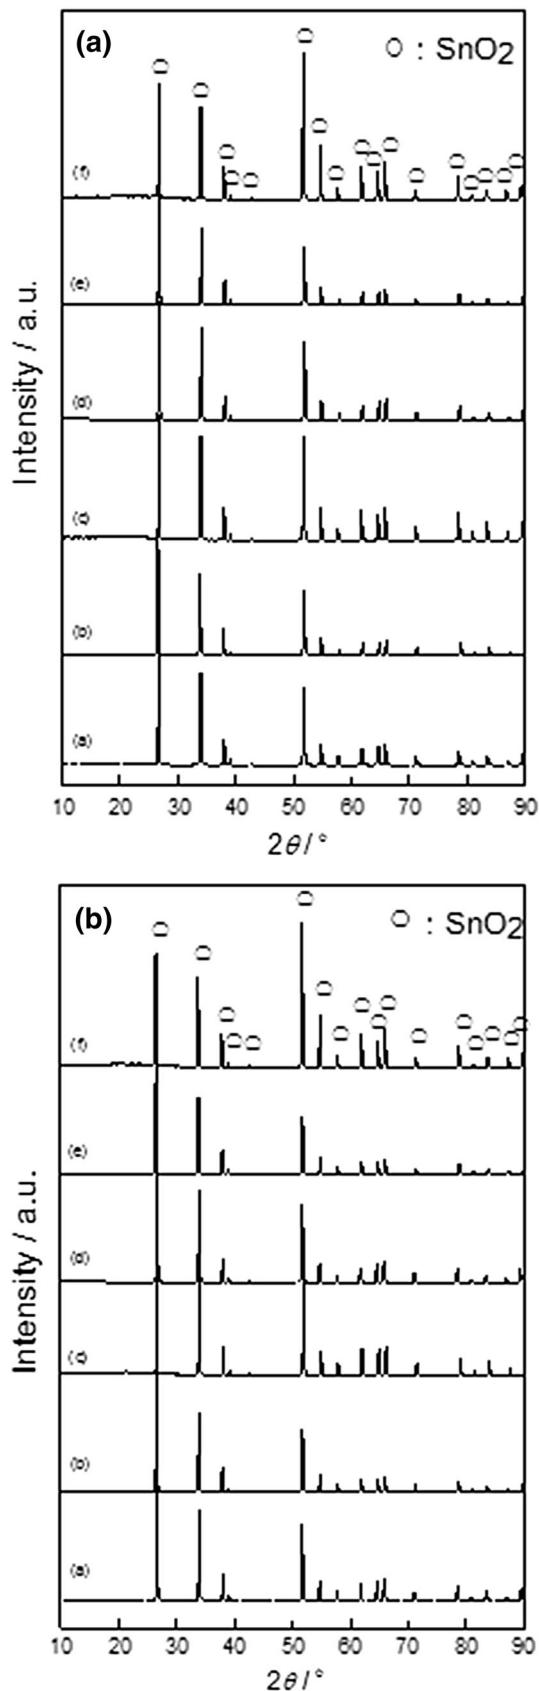 (a)
○ : SnO2
(f)
(e)
(d)
(c)
(b)
(a)
Intensity / a.u.
10 20 30 40 50 60 70 80 90
2θ/°
(b)
○ : SnO2
(f)
(e)
(d)
(c)
(b)
(a)
Intensity / a.u.
10 20 30 40 50 60 70 80 90
2θ/°